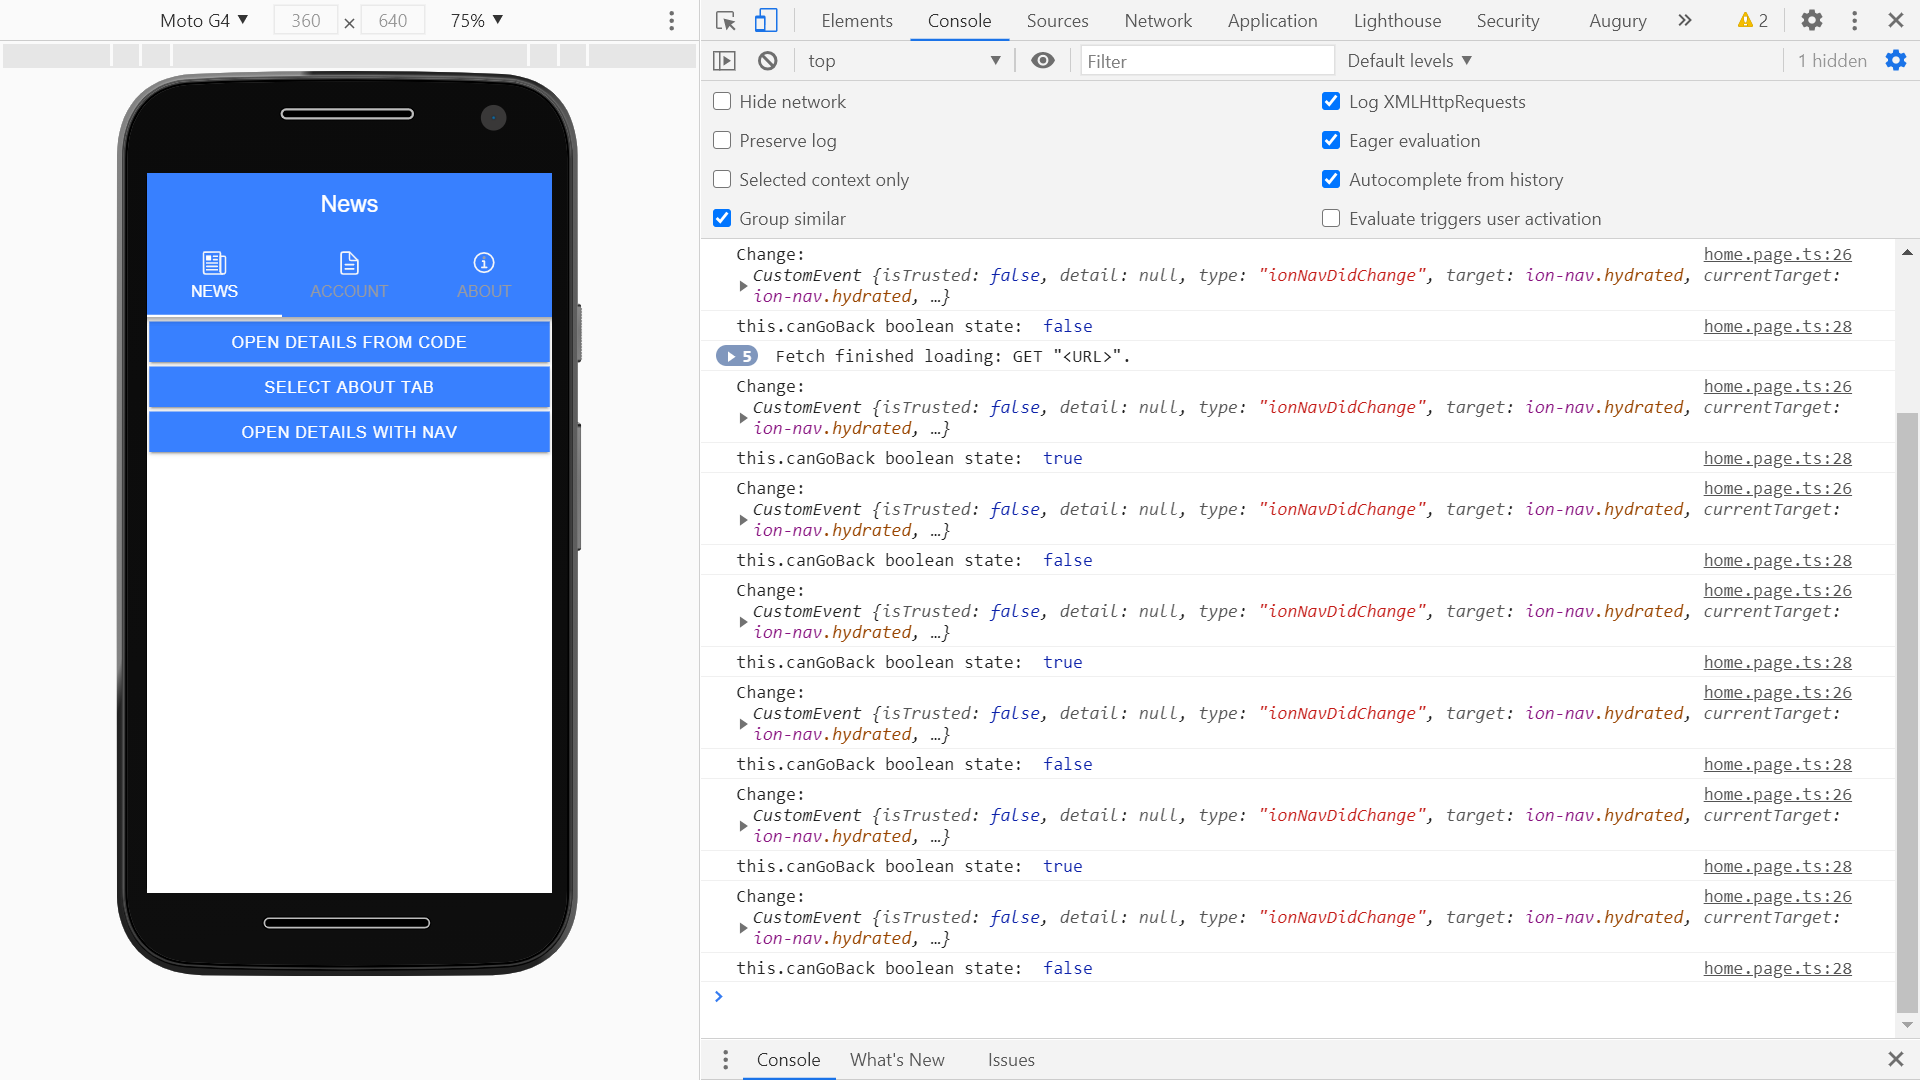 Moto G4 ▼ 360 × 640 75% ▼
Elements Console Sources Network Application Lighthouse Security Augury » 2
top ▼ Filter Default levels ▼ 1 hidden
Hide network
Log XMLHttpRequests
Preserve log
Eager evaluation
Selected context only
Autocomplete from history
Group similar
Evaluate triggers user activation
News
NEWS ACCOUNT ABOUT
OPEN DETAILS FROM CODE
SELECT ABOUT TAB
OPEN DETAILS WITH NAV
Change: home.page.ts:26
CustomEvent {isTrusted: false, detail: null, type: "ionNavDidChange", target: ion-nav.hydrated, currentTarget:
ion-nav.hydrated, …}
this.canGoBack boolean state: false home.page.ts:28
5 Fetch finished loading: GET "<URL>".
Change: home.page.ts:26
CustomEvent {isTrusted: false, detail: null, type: "ionNavDidChange", target: ion-nav.hydrated, currentTarget:
ion-nav.hydrated, …}
this.canGoBack boolean state: true home.page.ts:28
Change: home.page.ts:26
CustomEvent {isTrusted: false, detail: null, type: "ionNavDidChange", target: ion-nav.hydrated, currentTarget:
ion-nav.hydrated, …}
this.canGoBack boolean state: false home.page.ts:28
Change: home.page.ts:26
CustomEvent {isTrusted: false, detail: null, type: "ionNavDidChange", target: ion-nav.hydrated, currentTarget:
ion-nav.hydrated, …}
this.canGoBack boolean state: true home.page.ts:28
Change: home.page.ts:26
CustomEvent {isTrusted: false, detail: null, type: "ionNavDidChange", target: ion-nav.hydrated, currentTarget:
ion-nav.hydrated, …}
this.canGoBack boolean state: false home.page.ts:28
Change: home.page.ts:26
CustomEvent {isTrusted: false, detail: null, type: "ionNavDidChange", target: ion-nav.hydrated, currentTarget:
ion-nav.hydrated, …}
this.canGoBack boolean state: true home.page.ts:28
Change: home.page.ts:26
CustomEvent {isTrusted: false, detail: null, type: "ionNavDidChange", target: ion-nav.hydrated, currentTarget:
ion-nav.hydrated, …}
this.canGoBack boolean state: false home.page.ts:28
Console What's New Issues